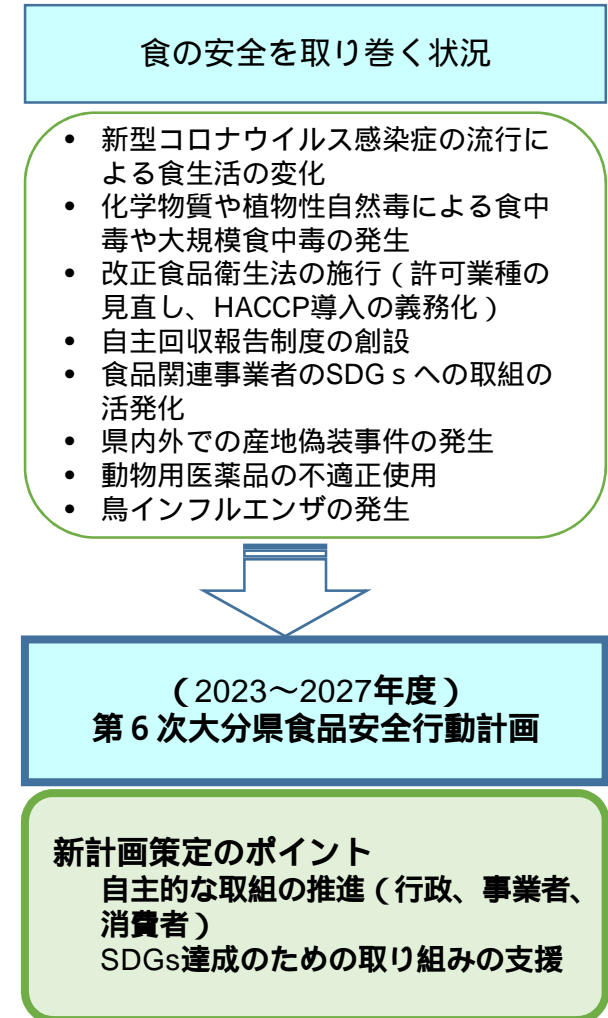 食の安全を取り巻く状況
• 新型コロナウイルス感染症の流行に
よる食生活の変化
• 化学物質や植物性自然毒による食中
毒や大規模食中毒の発生
• 改正食品衛生法の施行（許可業種の
見直し、HACCP導入の義務化）
• 自主回収報告制度の創設
• 食品関連事業者のSDGｓへの取組の
活発化
• 県内外での産地偽装事件の発生
• 動物用医薬品の不適正使用
• 鳥インフルエンザの発生
（2023～2027年度）
第６次大分県食品安全行動計画
新計画策定のポイント
自主的な取組の推進（行政、事業者、
消費者）
SDGs達成のための取り組みの支援